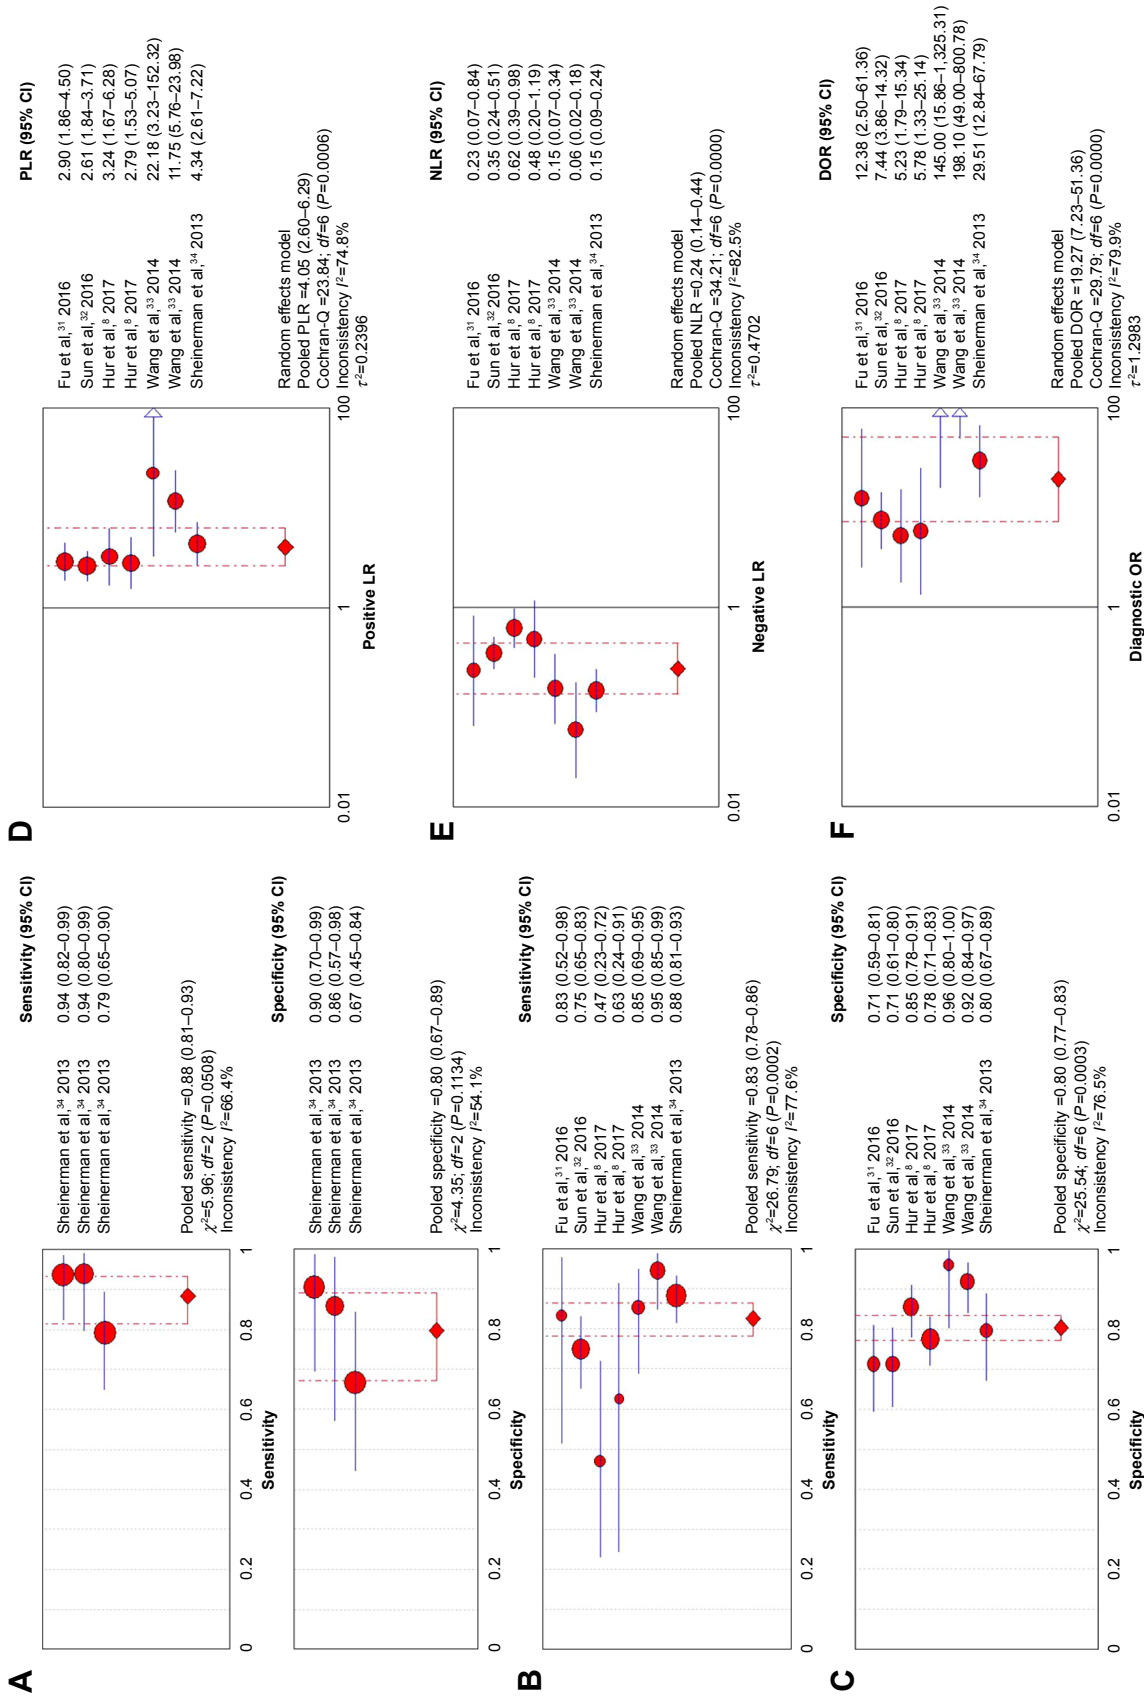 A
Sensitivity (95% CI)
Sheinerman et al,³⁴ 2013 0.94 (0.82–0.99)
Sheinerman et al,³⁴ 2013 0.94 (0.80–0.99)
Sheinerman et al,³⁴ 2013 0.79 (0.65–0.90)
Pooled sensitivity =0.88 (0.81–0.93)
χ²=5.96; df=2 (P=0.0508)
Inconsistency I²=66.4%
0 0.2 0.4 0.6 0.8 1
Sensitivity
Specificity (95% CI)
Sheinerman et al,³⁴ 2013 0.90 (0.70–0.99)
Sheinerman et al,³⁴ 2013 0.86 (0.57–0.98)
Sheinerman et al,³⁴ 2013 0.67 (0.45–0.84)
Pooled specificity =0.80 (0.67–0.89)
χ²=4.35; df=2 (P=0.1134)
Inconsistency I²=54.1%
0 0.2 0.4 0.6 0.8 1
Specificity
B
Sensitivity (95% CI)
Fu et al,³¹ 2016 0.83 (0.52–0.98)
Sun et al,³² 2016 0.75 (0.65–0.83)
Hur et al,⁸ 2017 0.47 (0.23–0.72)
Hur et al,⁸ 2017 0.63 (0.24–0.91)
Wang et al,³³ 2014 0.85 (0.69–0.95)
Wang et al,³³ 2014 0.95 (0.85–0.99)
Sheinerman et al,³⁴ 2013 0.88 (0.81–0.93)
Pooled sensitivity =0.83 (0.78–0.86)
χ²=26.79; df=6 (P=0.0002)
Inconsistency I²=77.6%
0 0.2 0.4 0.6 0.8 1
Sensitivity
C
Specificity (95% CI)
Fu et al,³¹ 2016 0.71 (0.59–0.81)
Sun et al,³² 2016 0.71 (0.61–0.80)
Hur et al,⁸ 2017 0.85 (0.78–0.91)
Hur et al,⁸ 2017 0.78 (0.71–0.83)
Wang et al,³³ 2014 0.96 (0.80–1.00)
Wang et al,³³ 2014 0.92 (0.84–0.97)
Sheinerman et al,³⁴ 2013 0.80 (0.67–0.89)
Pooled specificity =0.80 (0.77–0.83)
χ²=25.54; df=6 (P=0.0003)
Inconsistency I²=76.5%
0 0.2 0.4 0.6 0.8 1
Specificity
D
PLR (95% CI)
Fu et al,³¹ 2016 2.90 (1.86–4.50)
Sun et al,³² 2016 2.61 (1.84–3.71)
Hur et al,⁸ 2017 3.24 (1.67–6.28)
Hur et al,⁸ 2017 2.79 (1.53–5.07)
Wang et al,³³ 2014 22.18 (3.23–152.32)
Wang et al,³³ 2014 11.75 (5.76–23.98)
Sheinerman et al,³⁴ 2013 4.34 (2.61–7.22)
Random effects model
Pooled PLR =4.05 (2.60–6.29)
Cochran-Q =23.84; df=6 (P=0.0006)
Inconsistency I²=74.8%
τ²=0.2396
0.01 1 100
Positive LR
E
NLR (95% CI)
Fu et al,³¹ 2016 0.23 (0.07–0.84)
Sun et al,³² 2016 0.35 (0.24–0.51)
Hur et al,⁸ 2017 0.62 (0.39–0.98)
Hur et al,⁸ 2017 0.48 (0.20–1.19)
Wang et al,³³ 2014 0.15 (0.07–0.34)
Wang et al,³³ 2014 0.06 (0.02–0.18)
Sheinerman et al,³⁴ 2013 0.15 (0.09–0.24)
Random effects model
Pooled NLR =0.24 (0.14–0.44)
Cochran-Q =34.21; df=6 (P=0.0000)
Inconsistency I²=82.5%
τ²=0.4702
0.01 1 100
Negative LR
F
DOR (95% CI)
Fu et al,³¹ 2016 12.38 (2.50–61.36)
Sun et al,³² 2016 7.44 (3.86–14.32)
Hur et al,⁸ 2017 5.23 (1.79–15.34)
Hur et al,⁸ 2017 5.78 (1.33–25.14)
Wang et al,³³ 2014 145.00 (15.86–1,325.31)
Wang et al,³³ 2014 198.10 (49.00–800.78)
Sheinerman et al,³⁴ 2013 29.51 (12.84–67.79)
Random effects model
Pooled DOR =19.27 (7.23–51.36)
Cochran-Q =29.79; df=6 (P=0.0000)
Inconsistency I²=79.9%
τ²=1.2983
0.01 1 100
Diagnostic OR